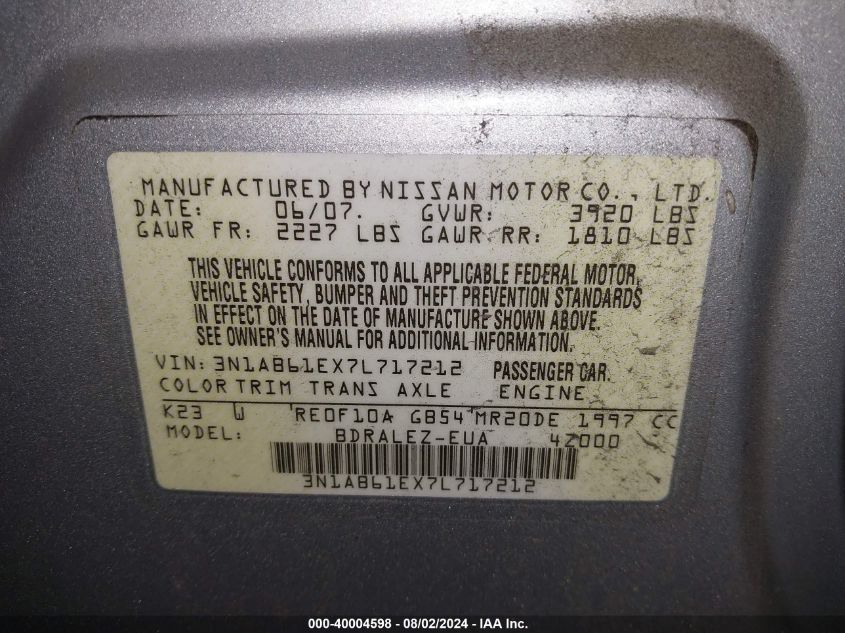 MANUFACTURED BY NISSAN MOTOR CO., LTD.
DATE: 06/07. GVWR: 3920 LBS
GAWR FR: 2227 LBS GAWR RR: 1810 LBS
THIS VEHICLE CONFORMS TO ALL APPLICABLE FEDERAL MOTOR
VEHICLE SAFETY, BUMPER AND THEFT PREVENTION STANDARDS
IN EFFECT ON THE DATE OF MANUFACTURE SHOWN ABOVE.
SEE OWNER'S MANUAL FOR ADDITIONAL INFORMATION.
VIN: 3N1AB61EX7L717212 PASSENGER CAR.
COLOR TRIM TRANS AXLE ENGINE
K23 W RE0F10A GB54 MR20DE 1997 CC
MODEL: BDRALEZ-EUA 4Z000
3N1AB61EX7L717212
000-40004598 - 08/02/2024 - IAA Inc.